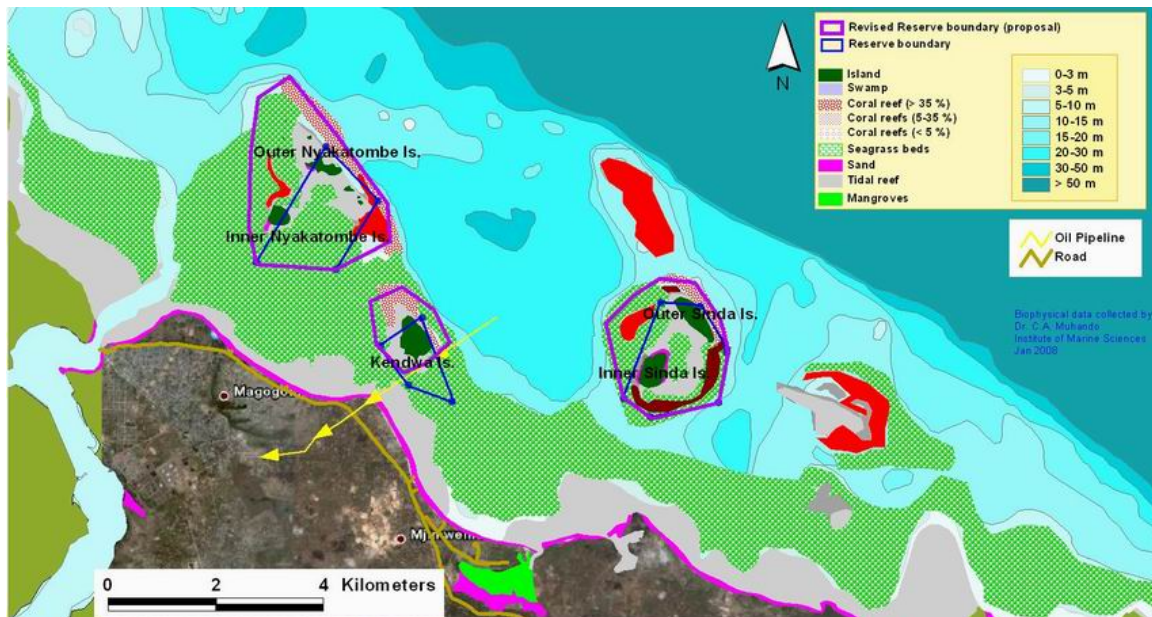 Revised Reserve boundary (proposal)
Reserve boundary
Island
Swamp
Coral reef (> 35 %)
Coral reefs (5-35 %)
Coral reefs (< 5 %)
Seagrass beds
Sand
Tidal reef
Mangroves
0-3 m
3-5 m
5-10 m
10-15 m
15-20 m
20-30 m
30-50 m
> 50 m
N
Oil Pipeline
Road
Biophysical data collected by
Dr. C.A. Muhando
Institute of Marine Sciences
Jan 2008
Outer Nyakatombe Is.
Inner Nyakatombe Is.
Outer Sinda Is.
Kendwa Is.
Inner Sinda Is.
0 2 4 Kilometers